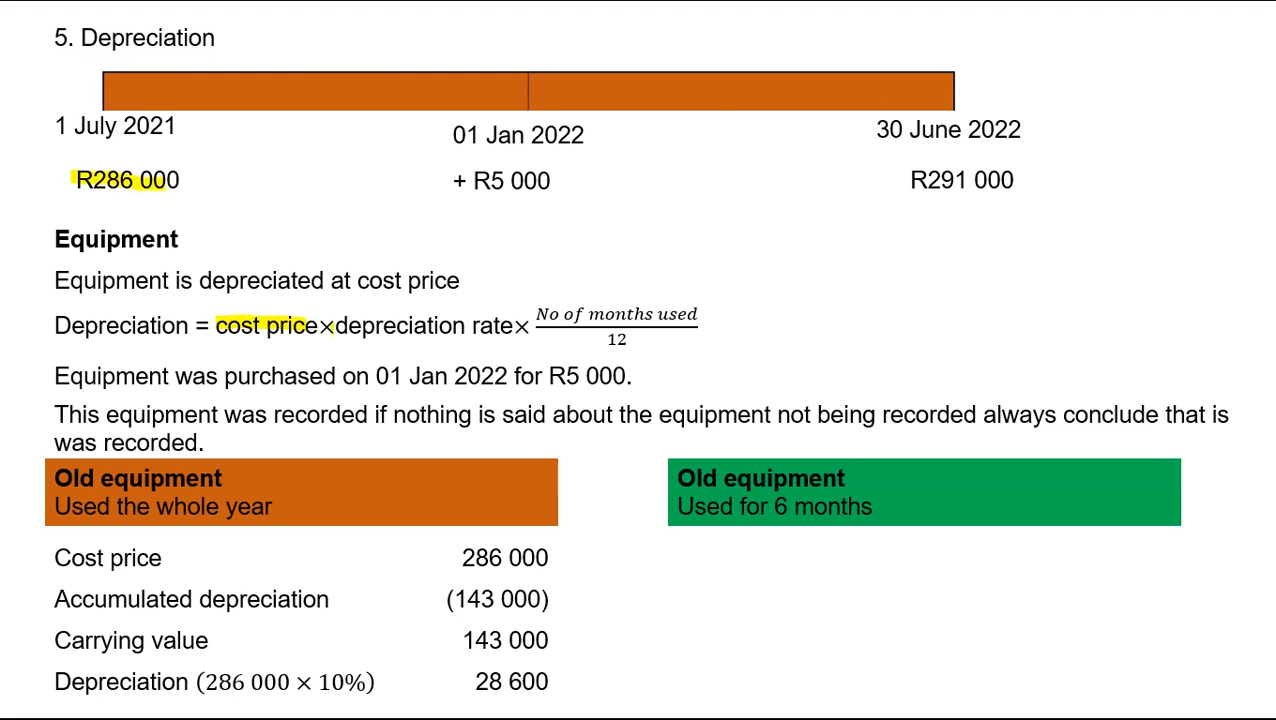 5. Depreciation
1 July 2021 01 Jan 2022 30 June 2022
R286 000 + R5 000 R291 000
Equipment
Equipment is depreciated at cost price
Depreciation = cost price×depreciation rate× No of months used / 12
Equipment was purchased on 01 Jan 2022 for R5 000.
This equipment was recorded if nothing is said about the equipment not being recorded always conclude that is
was recorded.
Old equipment
Used the whole year
Old equipment
Used for 6 months
Cost price 286 000
Accumulated depreciation (143 000)
Carrying value 143 000
Depreciation (286 000 × 10%) 28 600